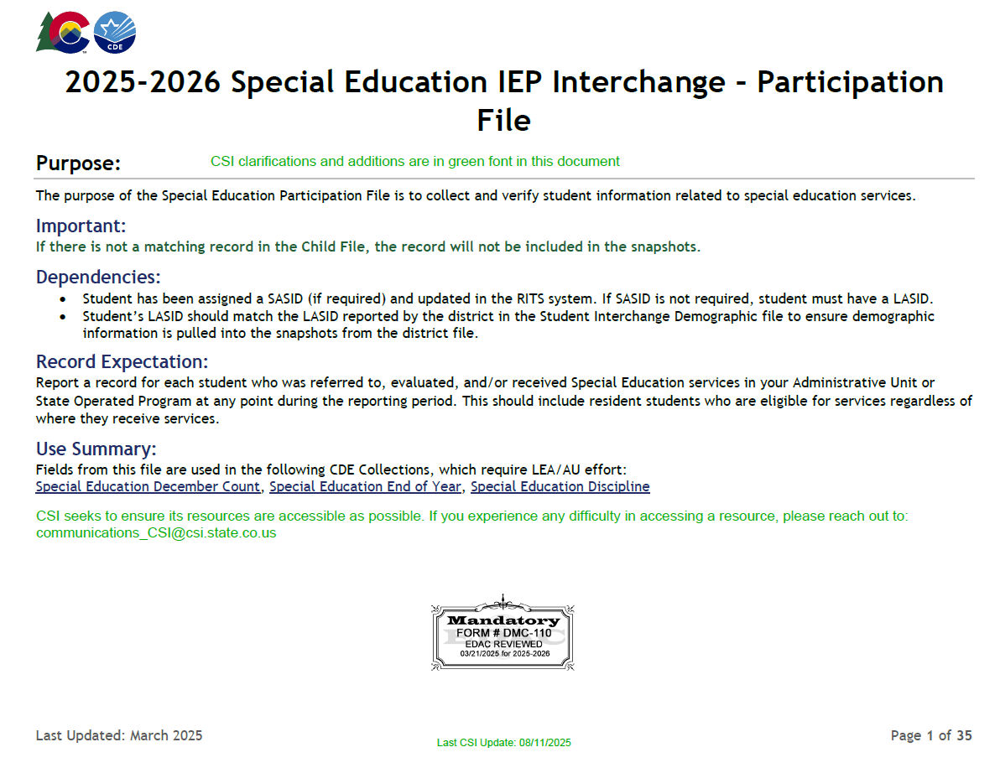 CDE
2025-2026 Special Education IEP Interchange - Participation
File
Purpose: CSI clarifications and additions are in green font in this document
The purpose of the Special Education Participation File is to collect and verify student information related to special education services.
Important:
If there is not a matching record in the Child File, the record will not be included in the snapshots.
Dependencies:
• Student has been assigned a SASID (if required) and updated in the RITS system. If SASID is not required, student must have a LASID.
• Student’s LASID should match the LASID reported by the district in the Student Interchange Demographic file to ensure demographic
information is pulled into the snapshots from the district file.
Record Expectation:
Report a record for each student who was referred to, evaluated, and/or received Special Education services in your Administrative Unit or
State Operated Program at any point during the reporting period. This should include resident students who are eligible for services regardless of
where they receive services.
Use Summary:
Fields from this file are used in the following CDE Collections, which require LEA/AU effort:
Special Education December Count, Special Education End of Year, Special Education Discipline
CSI seeks to ensure its resources are accessible as possible. If you experience any difficulty in accessing a resource, please reach out to:
communications_CSI@csi.state.co.us
Mandatory
FORM # DMC-110
EDAC REVIEWED
03/21/2025 for 2025-2026
EDAC
Last Updated: March 2025
Last CSI Update: 08/11/2025
Page 1 of 35